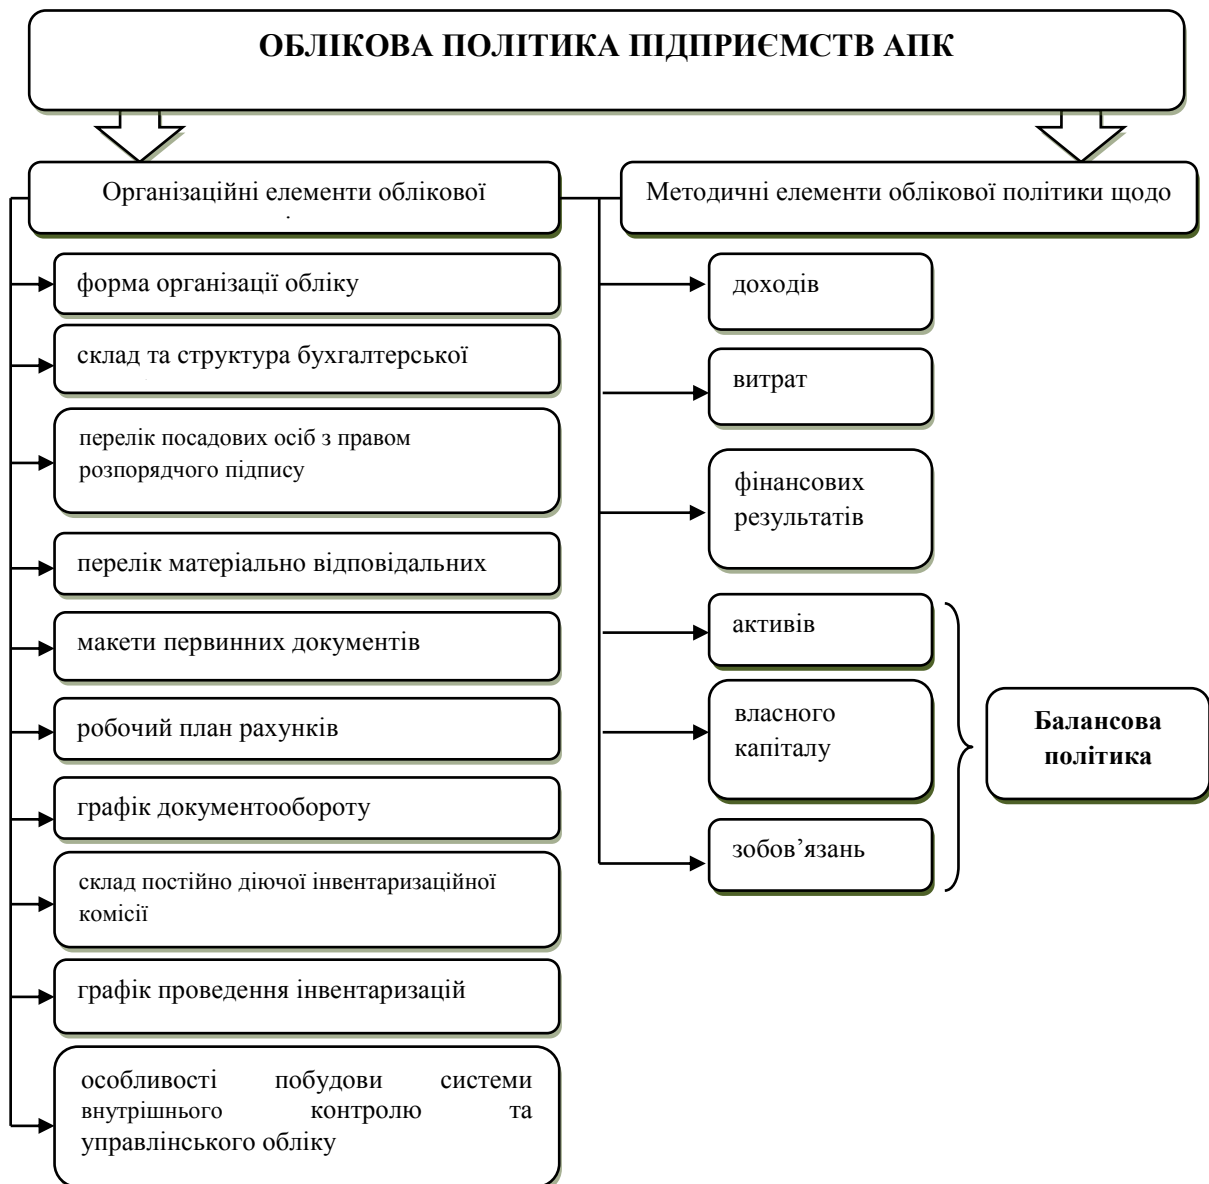 ОБЛІКОВА ПОЛІТИКА ПІДПРИЄМСТВ АПК
Організаційні елементи облікової
форма організації обліку
склад та структура бухгалтерської
перелік посадових осіб з правом
розпорядчого підпису
перелік матеріально відповідальних
макети первинних документів
робочий план рахунків
графік документообороту
склад постійно діючої інвентаризаційної
комісії
графік проведення інвентаризацій
особливості побудови системи
внутрішнього контролю та
управлінського обліку
Методичні елементи облікової політики щодо
доходів
витрат
фінансових
результатів
активів
власного
капіталу
зобов’язань
Балансова
політика